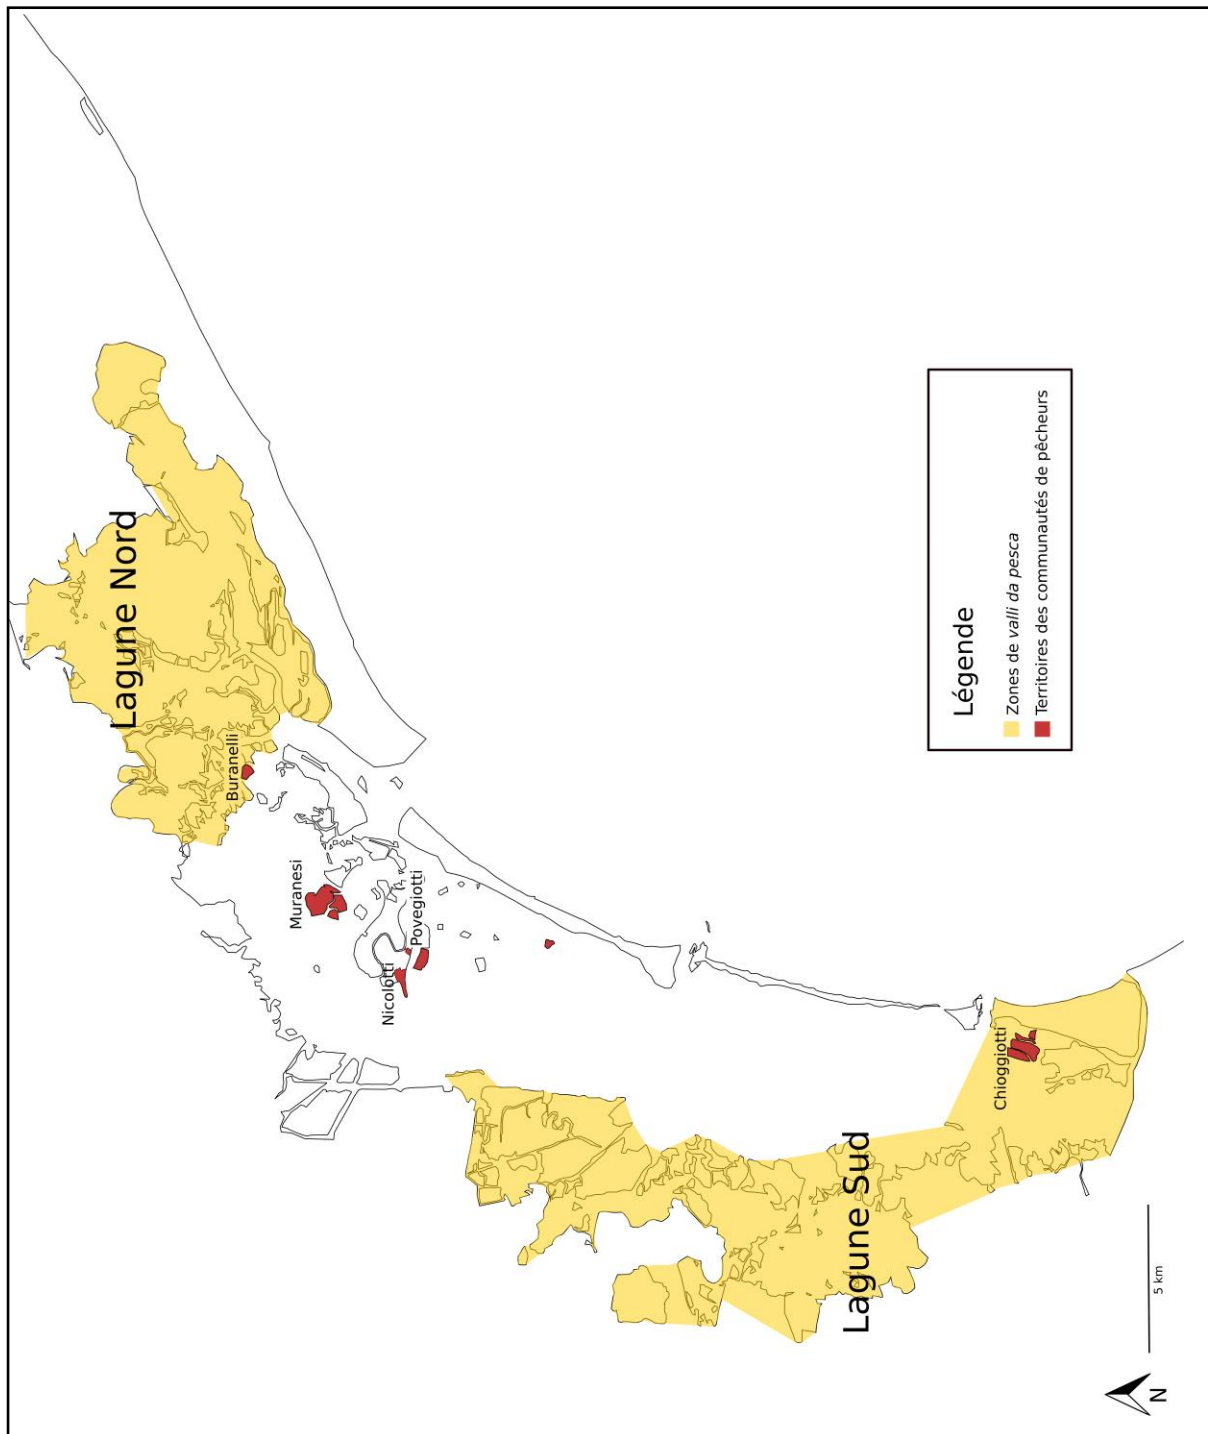 Lagune Nord
Buranelli
Muranesi
Nicolotti
Povegiotti
Chioggiotti
Lagune Sud
Légende
Zones de valli da pesca
Territoires des communautés de pêcheurs
5 km
N